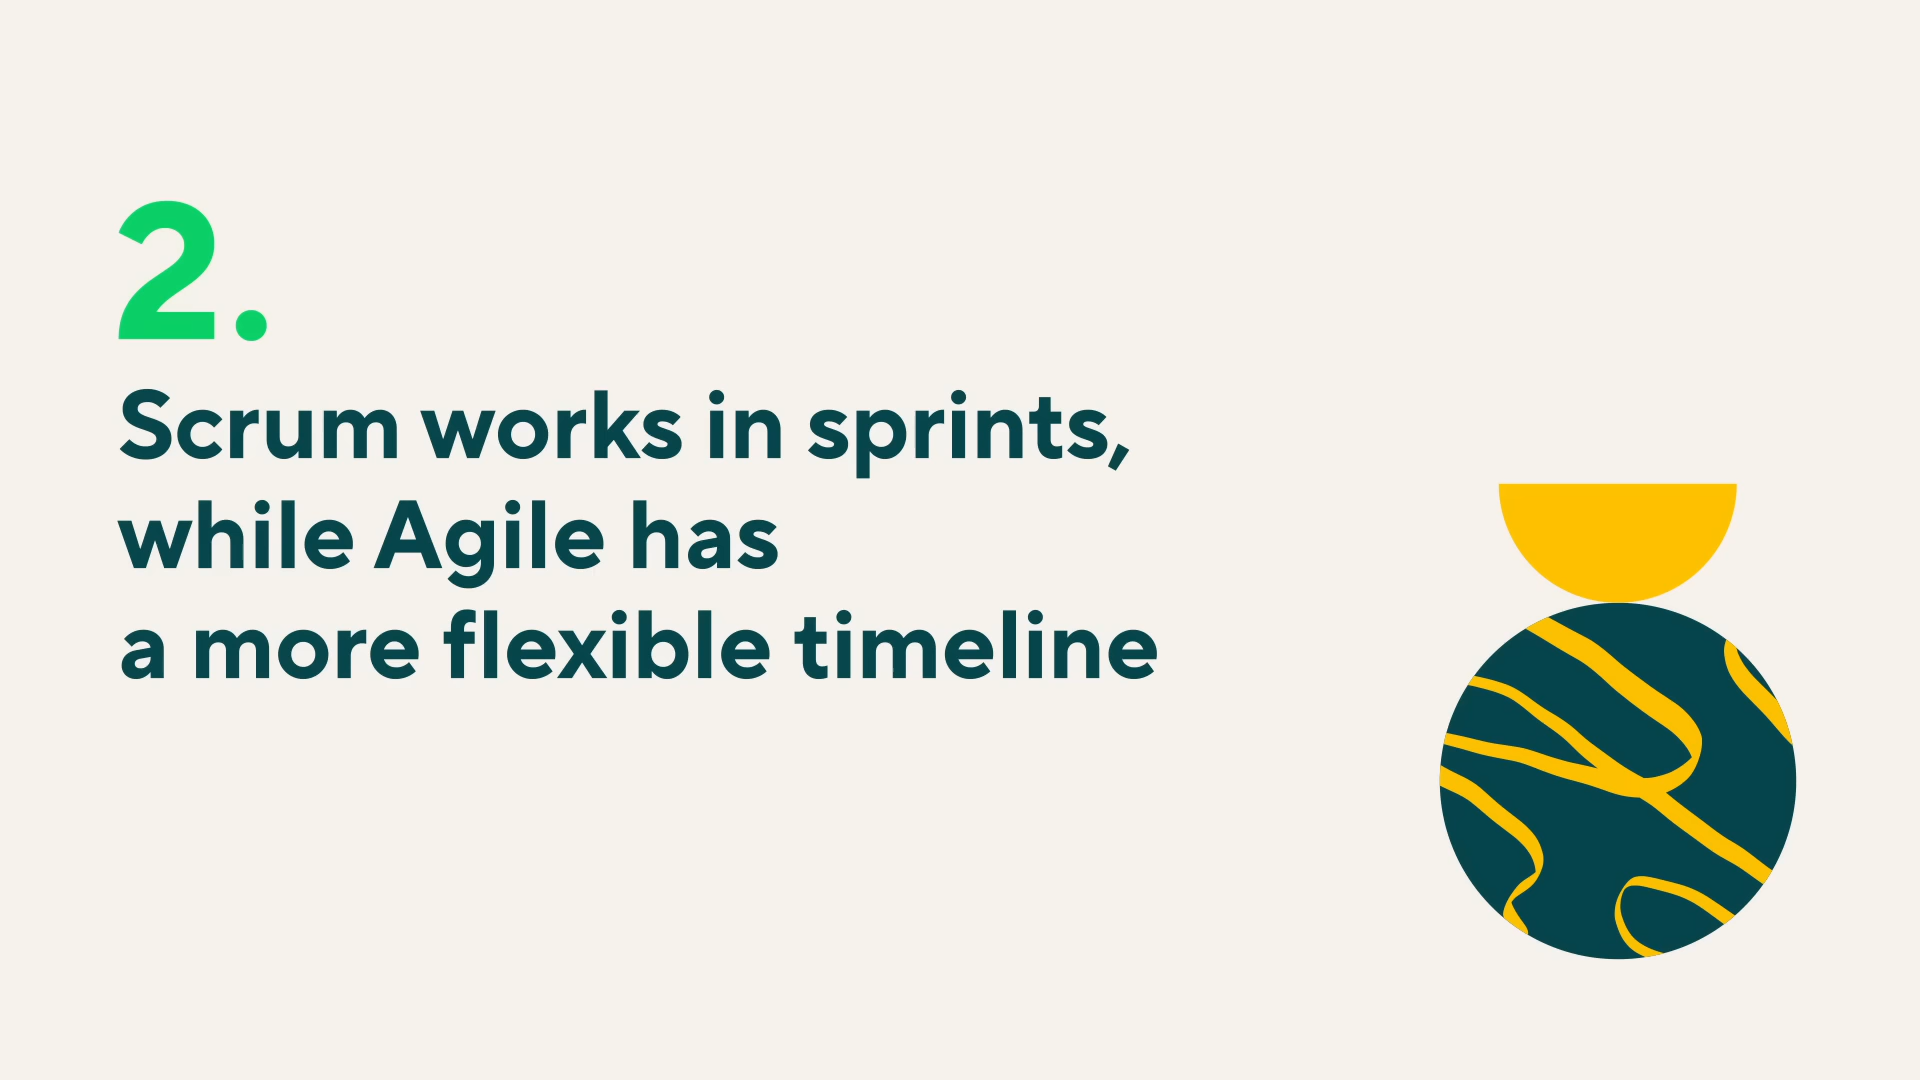 2.
Scrum works in sprints,
while Agile has
a more flexible timeline